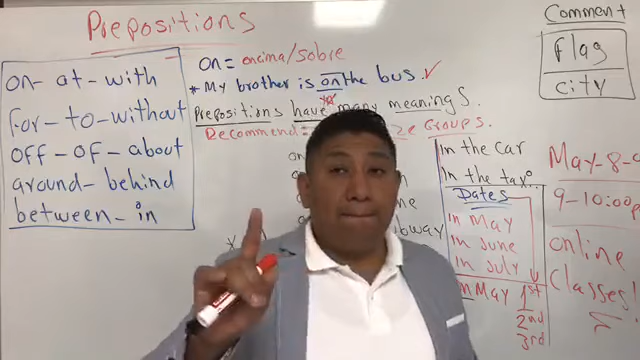 Prepositions
on- at- with
for- to- without
off- of- about
around- behind
between- in
on= encima/sobre
* My brother is on the bus. ✓
Prepositions have many meanings.
Recommend Groups.
In the car
In the taxi
Dates
in May
in June
in July
on May 1st
2nd
3rd
Comment
flag
city
May-8-
9-10:00p
online
Classes!